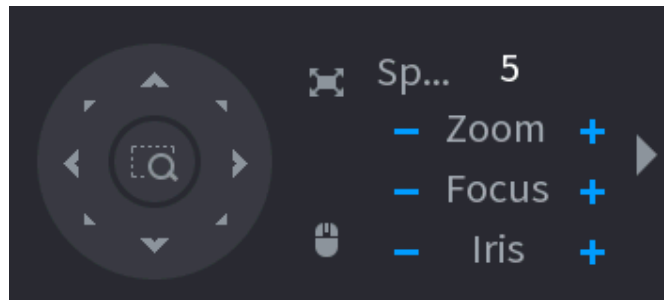 Sp... 5
- Zoom +
- Focus +
- Iris +